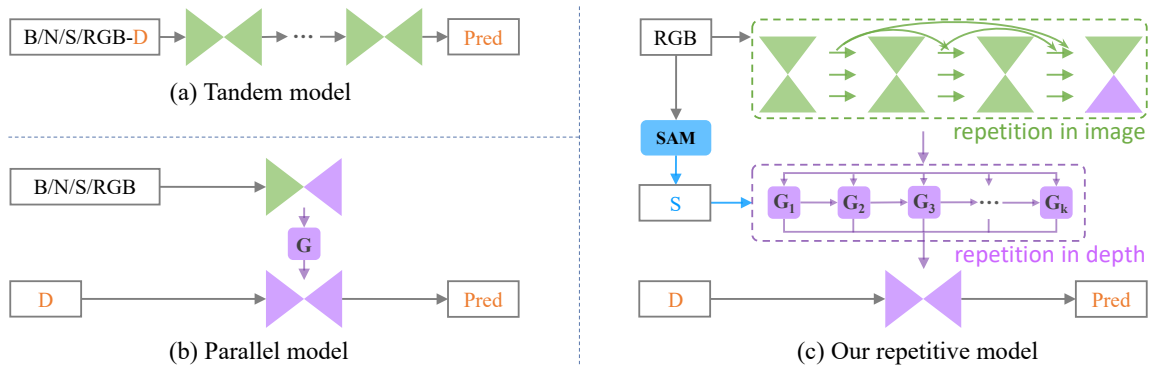 B/N/S/RGB-D
...
Pred
(a) Tandem model
B/N/S/RGB
G
D
Pred
(b) Parallel model
RGB
repetition in image
SAM
S
G1
G2
G3
...
Gk
repetition in depth
D
Pred
(c) Our repetitive model